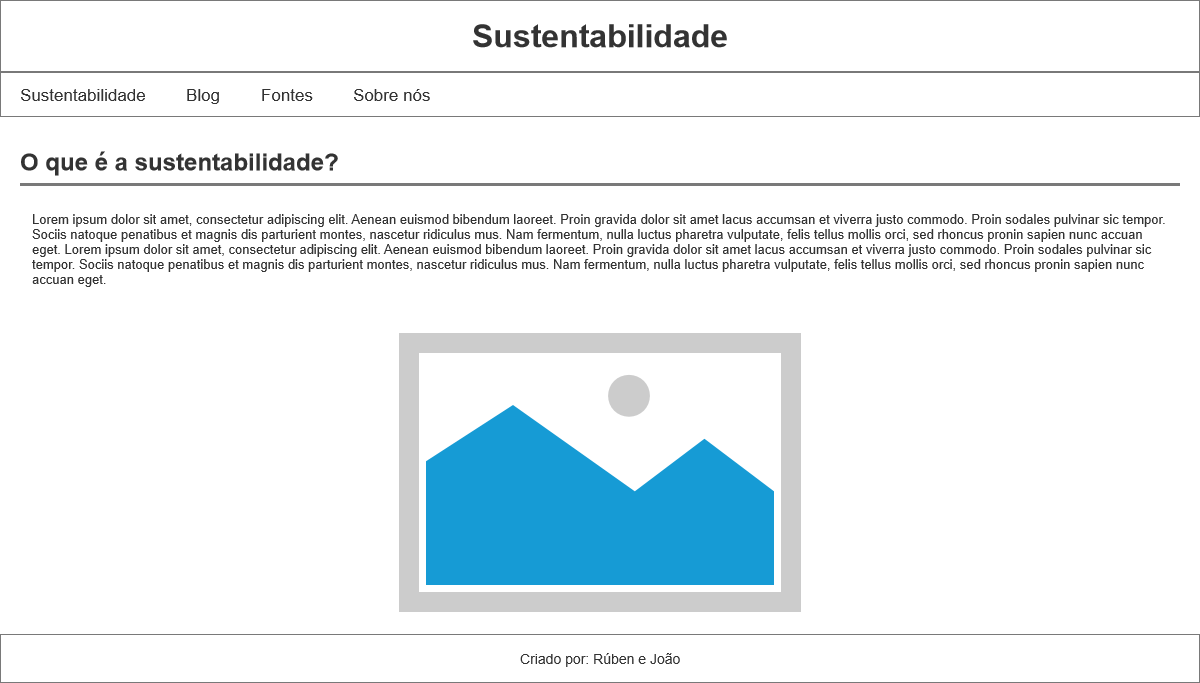 Sustentabilidade
Sustentabilidade Blog Fontes Sobre nós
O que é a sustentabilidade?
Lorem ipsum dolor sit amet, consectetur adipiscing elit. Aenean euismod bibendum laoreet. Proin gravida dolor sit amet lacus accumsan et viverra justo commodo. Proin sodales pulvinar sic tempor.
Sociis natoque penatibus et magnis dis parturient montes, nascetur ridiculus mus. Nam fermentum, nulla luctus pharetra vulputate, felis tellus mollis orci, sed rhoncus pronin sapien nunc accuan
eget. Lorem ipsum dolor sit amet, consectetur adipiscing elit. Aenean euismod bibendum laoreet. Proin gravida dolor sit amet lacus accumsan et viverra justo commodo. Proin sodales pulvinar sic
tempor. Sociis natoque penatibus et magnis dis parturient montes, nascetur ridiculus mus. Nam fermentum, nulla luctus pharetra vulputate, felis tellus mollis orci, sed rhoncus pronin sapien nunc
accuan eget.
Criado por: Rúben e João